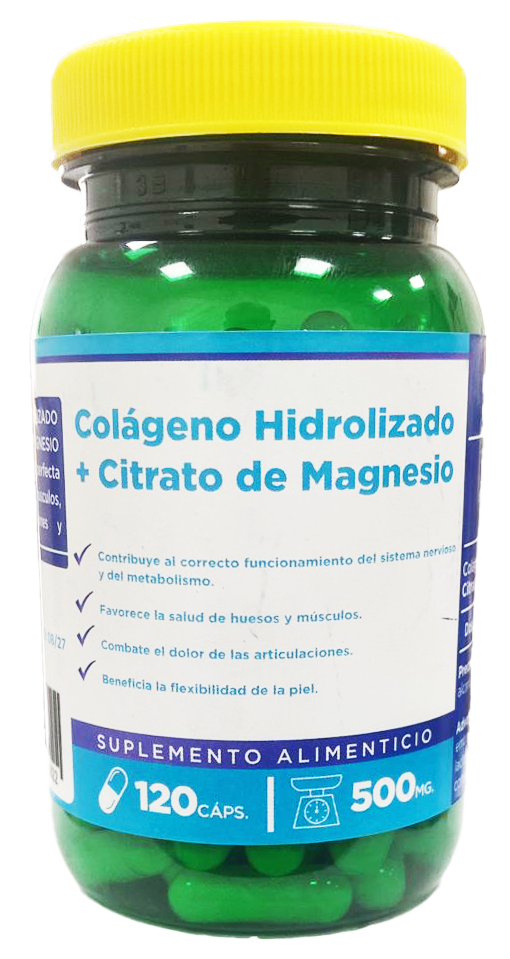 Colágeno Hidrolizado
+ Citrato de Magnesio
Contribuye al correcto funcionamiento del sistema nervioso
y del metabolismo.
Favorece la salud de huesos y músculos.
Combate el dolor de las articulaciones.
Beneficia la flexibilidad de la piel.
SUPLEMENTO ALIMENTICIO
120 CÁPS.
500 MG.
08/27